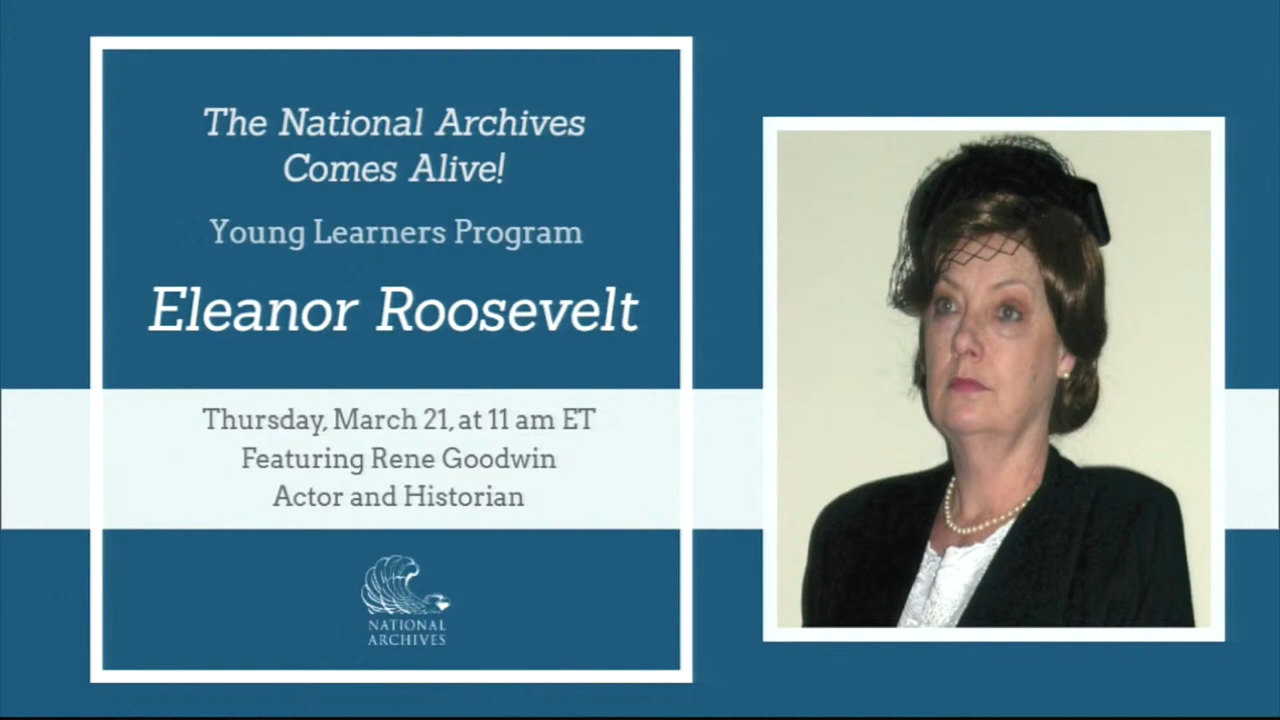 The National Archives
Comes Alive!
Young Learners Program
Eleanor Roosevelt
Thursday, March 21, at 11 am ET
Featuring Rene Goodwin
Actor and Historian
NATIONAL
ARCHIVES